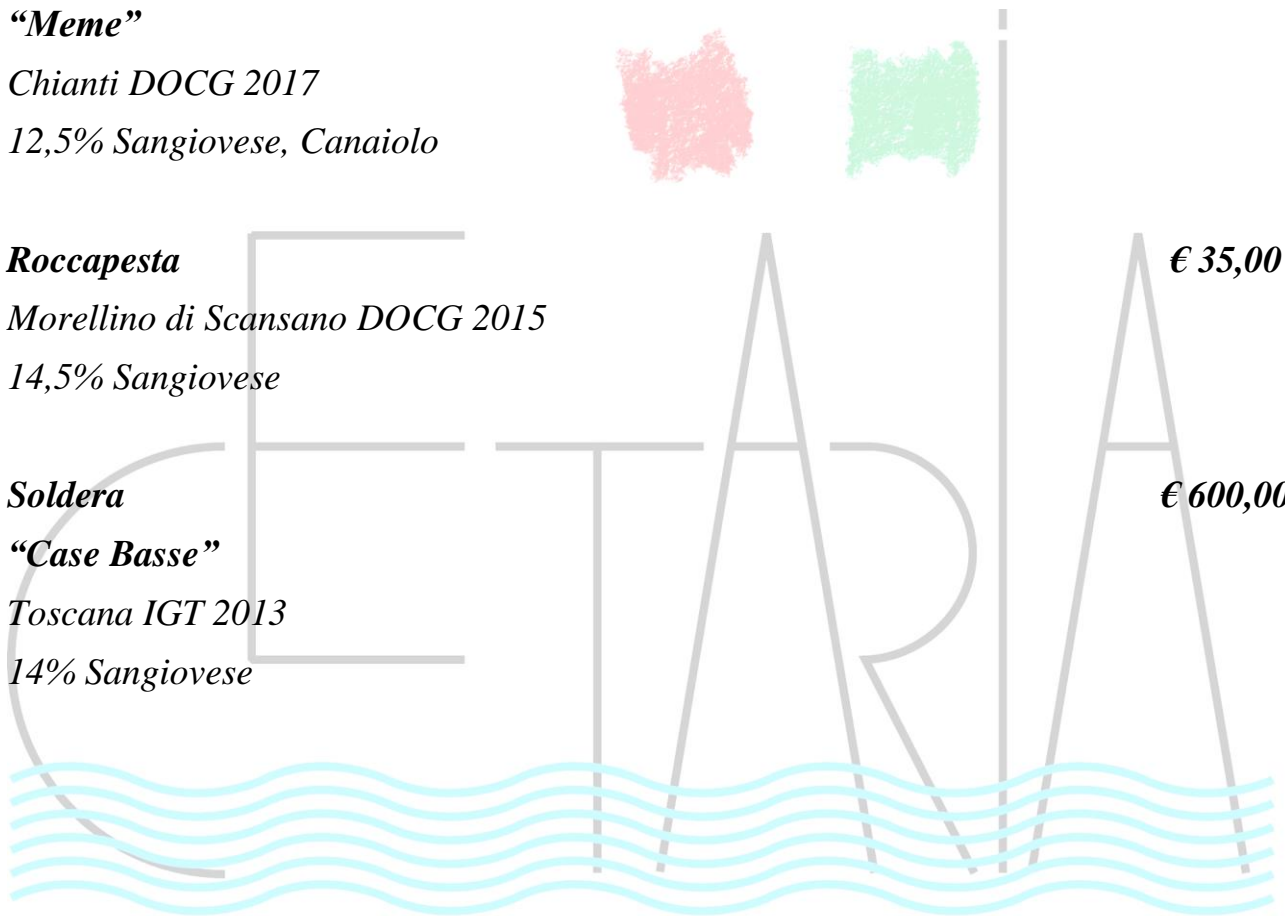 “Meme”
Chianti DOCG 2017
12,5% Sangiovese, Canaiolo
Roccapesta € 35,00
Morellino di Scansano DOCG 2015
14,5% Sangiovese
Soldera € 600,00
“Case Basse”
Toscana IGT 2013
14% Sangiovese
CETARIA